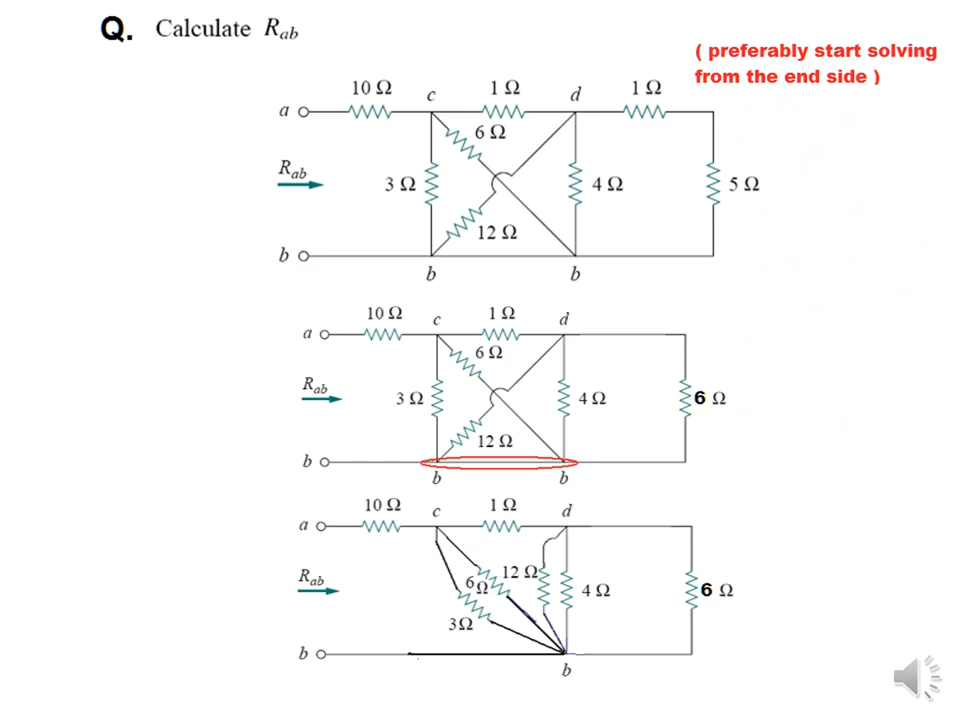 Q. Calculate R_ab
( preferably start solving
from the end side )
10 Ω c 1 Ω d 1 Ω
a
6 Ω
R_ab
3 Ω 4 Ω 5 Ω
12 Ω
b
b b
10 Ω c 1 Ω d
a
6 Ω
R_ab
3 Ω 4 Ω 6 Ω
12 Ω
b
b b
10 Ω c 1 Ω d
a
R_ab 6Ω 12 Ω 4 Ω 6 Ω
3Ω
b
b